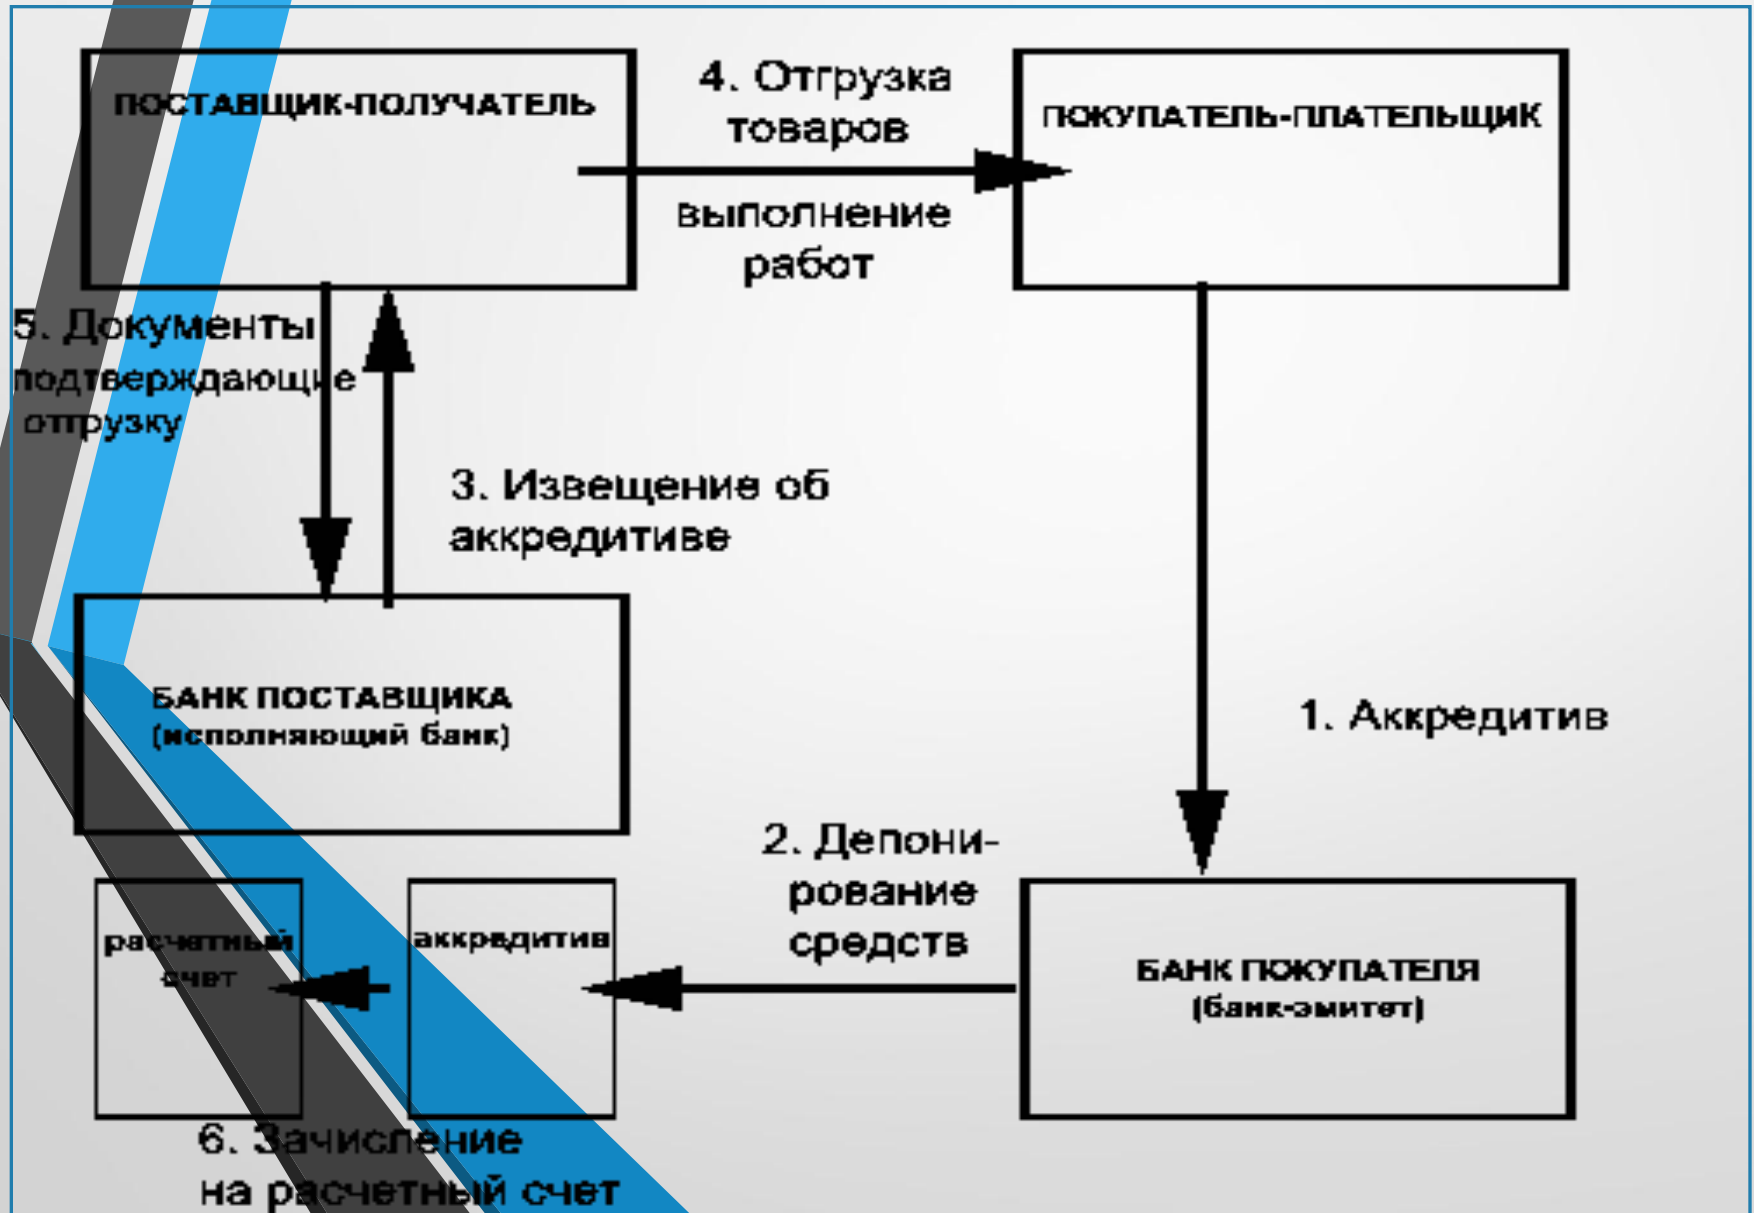 ПОСТАВЩИК-ПОЛУЧАТЕЛЬ
4. Отгрузка
товаров
выполнение
работ
ПОКУПАТЕЛЬ-ПЛАТЕЛЬЩИК
5. Документы
подтверждающие
отгрузку
3. Извещение об
аккредитиве
БАНК ПОСТАВЩИКА
(исполняющий банк)
1. Аккредитив
2. Депони-
рование
средств
расчетный
счет
аккредитив
БАНК ПОКУПАТЕЛЯ
(банк-эмитет)
6. Зачисление
на расчетный счет